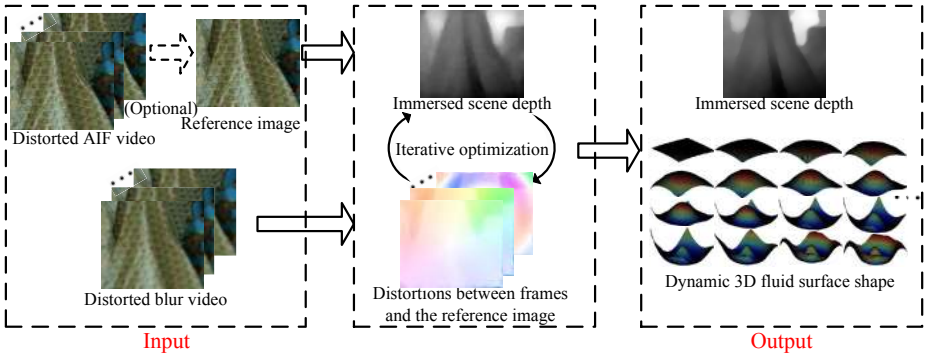 (Optional)
Distorted AIF video
Reference image
Distorted blur video
Input
Immersed scene depth
Iterative optimization
Distortions between frames
and the reference image
Immersed scene depth
Dynamic 3D fluid surface shape
Output